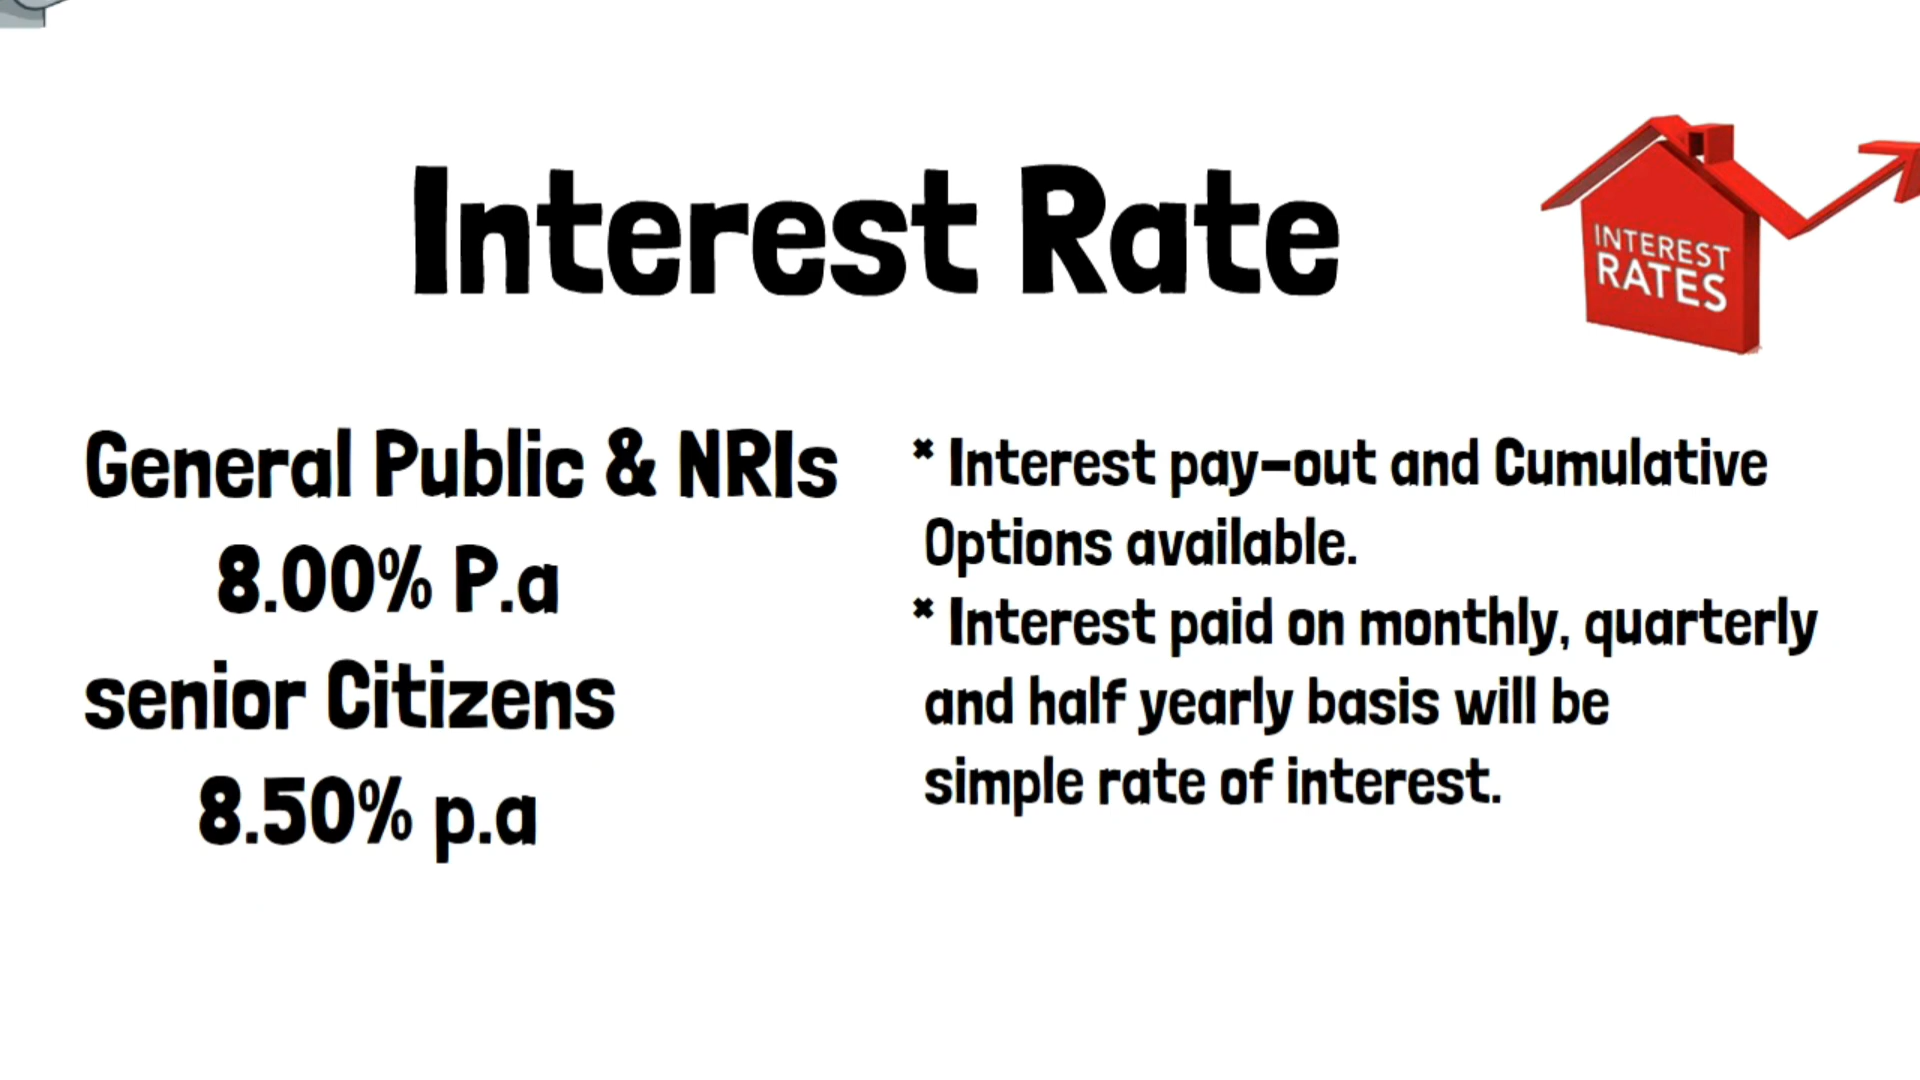 Interest Rate
INTEREST
RATES
General Public & NRIs
8.00% P.a
senior Citizens
8.50% p.a
* Interest pay-out and Cumulative
Options available.
* Interest paid on monthly, quarterly
and half yearly basis will be
simple rate of interest.